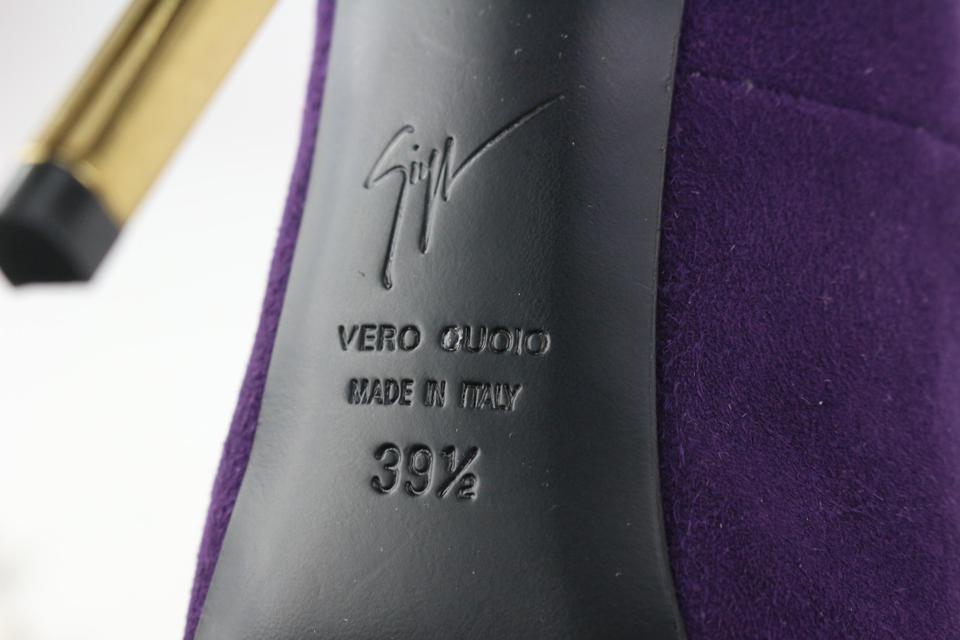 VERO CUOIO
MADE IN ITALY
39½